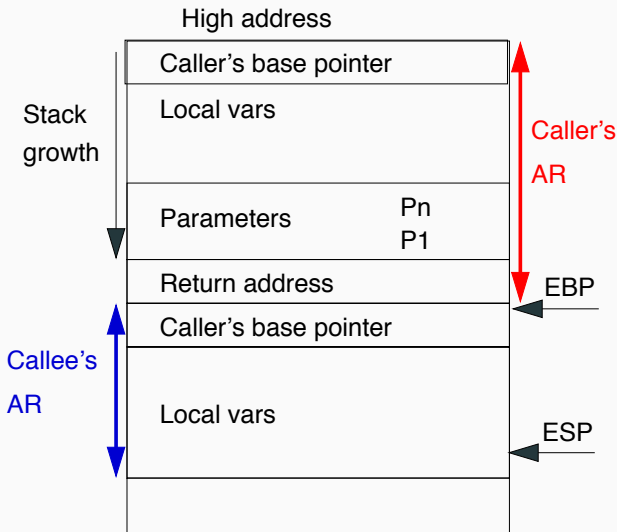 High address
Caller's base pointer
Local vars
Stack
growth
Caller's
AR
Parameters
Pn
P1
Return address
EBP
Caller's base pointer
Callee's
AR
Local vars
ESP